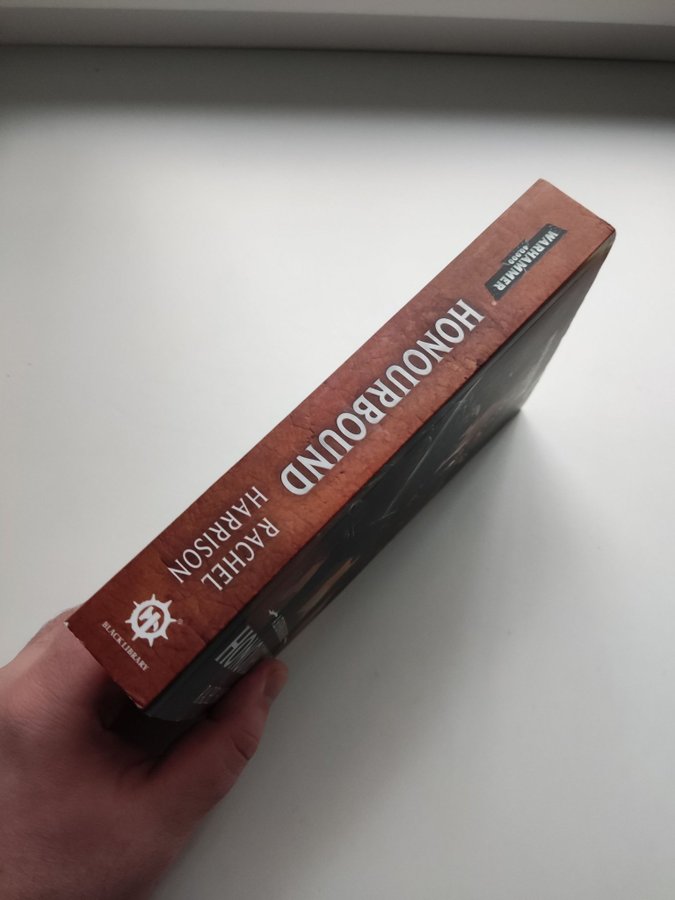 WARHAMMER
40,000
HONOURBOUND
RACHEL
HARRISON
BLACK LIBRARY